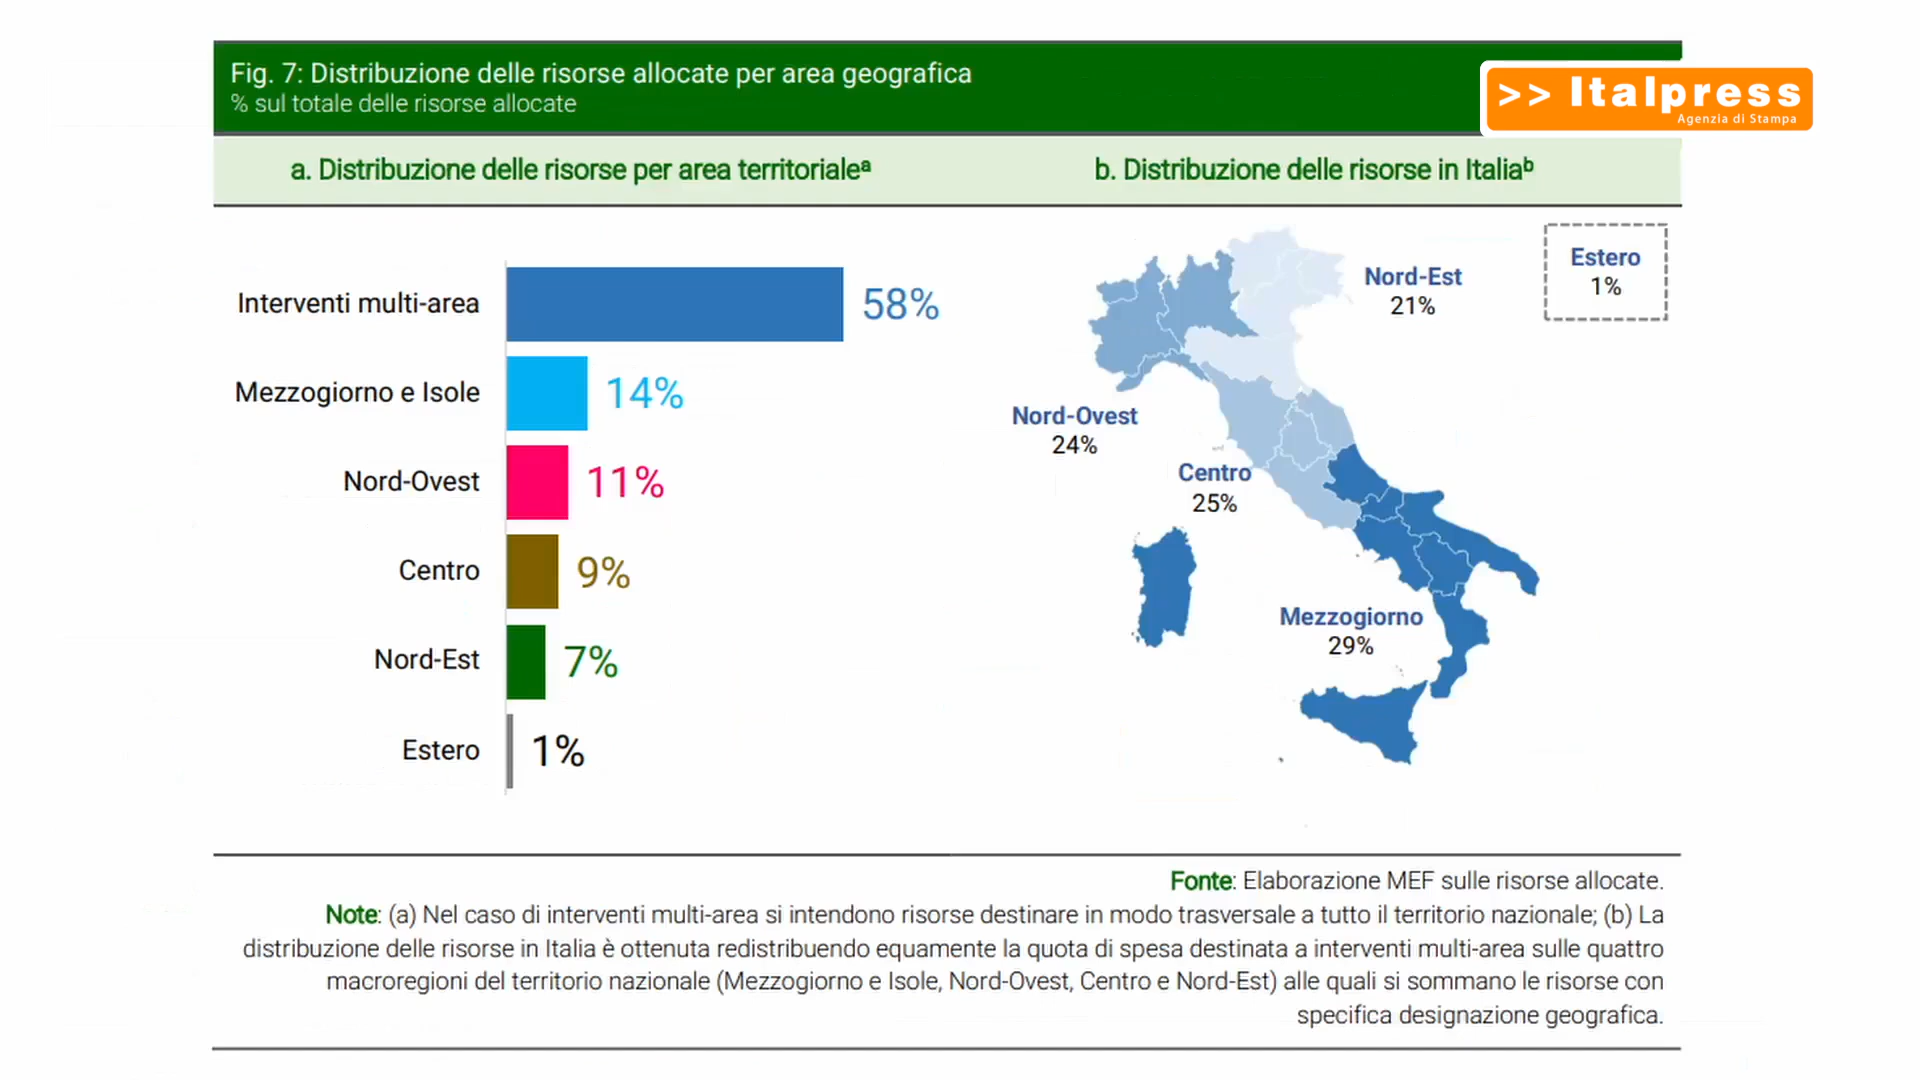 Fig. 7: Distribuzione delle risorse allocate per area geografica
% sul totale delle risorse allocate
>> Italpress
Agenzia di Stampa
a. Distribuzione delle risorse per area territorialeª
b. Distribuzione delle risorse in Italiaᵇ
Interventi multi-area
58%
Mezzogiorno e Isole
14%
Nord-Ovest
11%
Centro
9%
Nord-Est
7%
Estero
1%
Estero
1%
Nord-Est
21%
Nord-Ovest
24%
Centro
25%
Mezzogiorno
29%
Fonte: Elaborazione MEF sulle risorse allocate.
Note: (a) Nel caso di interventi multi-area si intendono risorse destinare in modo trasversale a tutto il territorio nazionale; (b) La
distribuzione delle risorse in Italia è ottenuta redistribuendo equamente la quota di spesa destinata a interventi multi-area sulle quattro
macroregioni del territorio nazionale (Mezzogiorno e Isole, Nord-Ovest, Centro e Nord-Est) alle quali si sommano le risorse con
specifica designazione geografica.